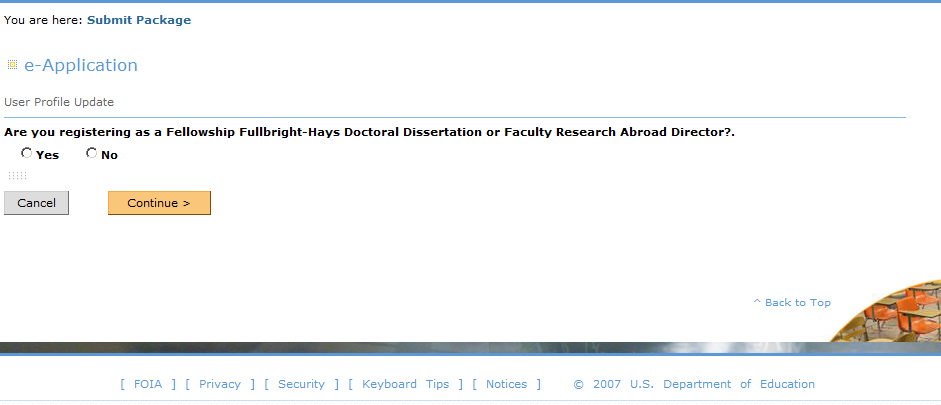 You are here: Submit Package
e-Application
User Profile Update
Are you registering as a Fellowship Fullbright-Hays Doctoral Dissertation or Faculty Research Abroad Director?.
Yes No
Cancel Continue >
^ Back to Top
[ FOIA ] [ Privacy ] [ Security ] [ Keyboard Tips ] [ Notices ] © 2007 U.S. Department of Education